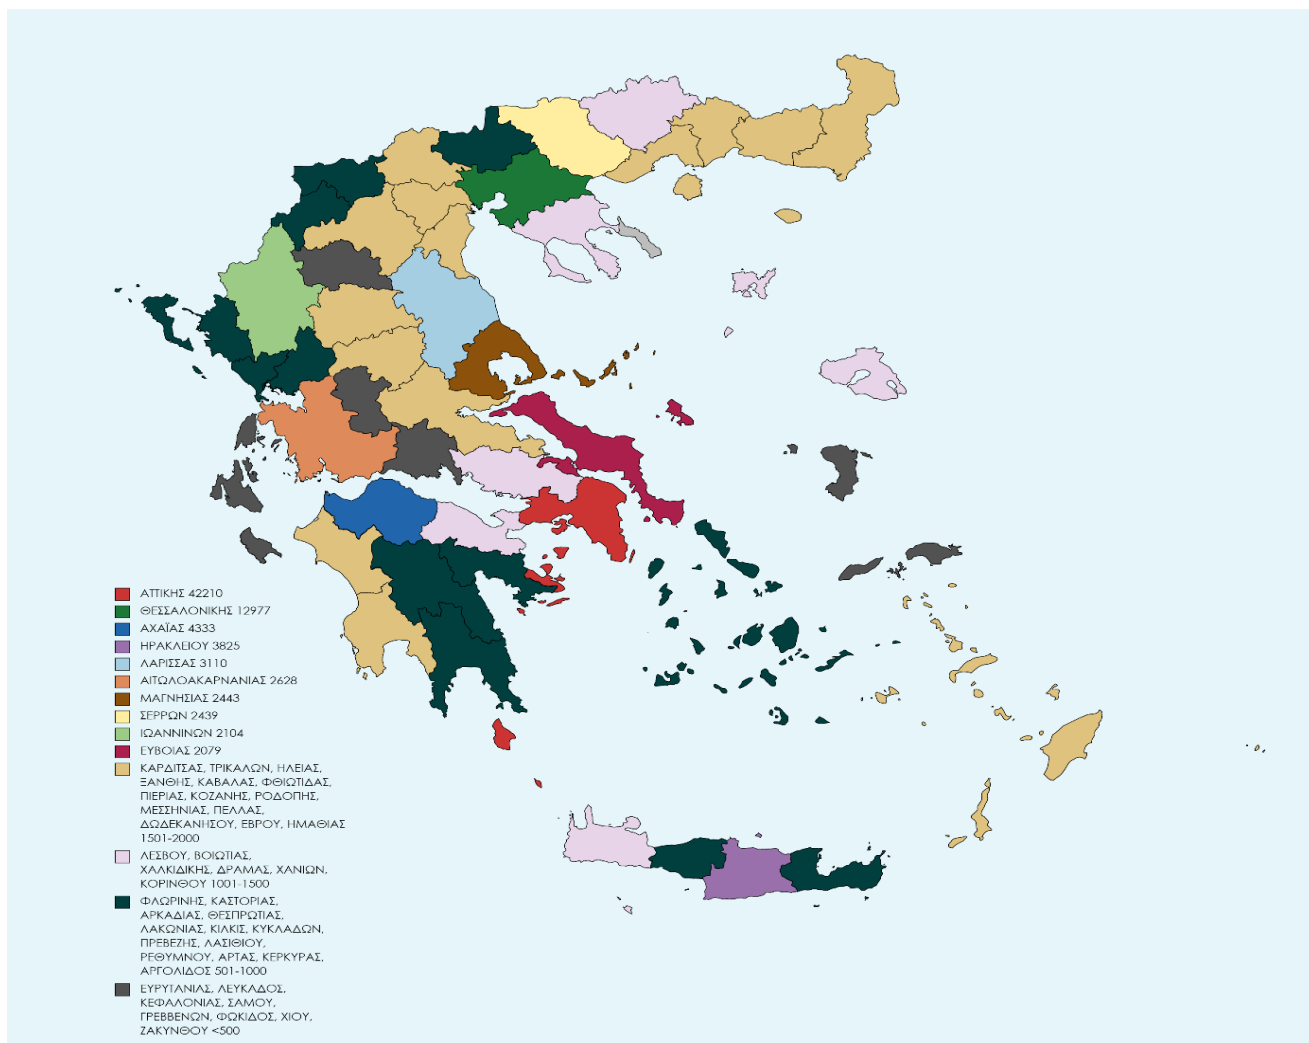 ΑΤΤΙΚΗΣ 42210
ΘΕΣΣΑΛΟΝΙΚΗΣ 12977
ΑΧΑΪΑΣ 4333
ΗΡΑΚΛΕΙΟΥ 3825
ΛΑΡΙΣΣΑΣ 3110
ΑΙΤΩΛΟΑΚΑΡΝΑΝΙΑΣ 2628
ΜΑΓΝΗΣΙΑΣ 2443
ΣΕΡΡΩΝ 2439
ΙΩΑΝΝΙΝΩΝ 2104
ΕΥΒΟΙΑΣ 2079
ΚΑΡΔΙΤΣΑΣ, ΤΡΙΚΑΛΩΝ, ΗΛΕΙΑΣ,
ΞΑΝΘΗΣ, ΚΑΒΑΛΑΣ, ΦΘΙΩΤΙΔΑΣ,
ΠΙΕΡΙΑΣ, ΚΟΖΑΝΗΣ, ΡΟΔΟΠΗΣ,
ΜΕΣΣΗΝΙΑΣ, ΠΕΛΛΑΣ,
ΔΩΔΕΚΑΝΗΣΟΥ, ΕΒΡΟΥ, ΗΜΑΘΙΑΣ
1501-2000
ΛΕΣΒΟΥ, ΒΟΙΩΤΙΑΣ,
ΧΑΛΚΙΔΙΚΗΣ, ΔΡΑΜΑΣ, ΧΑΝΙΩΝ,
ΚΟΡΙΝΘΟΥ 1001-1500
ΦΛΩΡΙΝΗΣ, ΚΑΣΤΟΡΙΑΣ,
ΑΡΚΑΔΙΑΣ, ΘΕΣΠΡΩΤΙΑΣ,
ΛΑΚΩΝΙΑΣ, ΚΙΛΚΙΣ, ΚΥΚΛΑΔΩΝ,
ΠΡΕΒΕΖΗΣ, ΛΑΣΙΘΙΟΥ,
ΡΕΘΥΜΝΟΥ, ΑΡΤΑΣ, ΚΕΡΚΥΡΑΣ,
ΑΡΓΟΛΙΔΟΣ 501-1000
ΕΥΡΥΤΑΝΙΑΣ, ΛΕΥΚΑΔΟΣ,
ΚΕΦΑΛΟΝΙΑΣ, ΣΑΜΟΥ,
ΓΡΕΒΒΕΝΩΝ, ΦΩΚΙΔΟΣ, ΧΙΟΥ,
ΖΑΚΥΝΘΟΥ <500